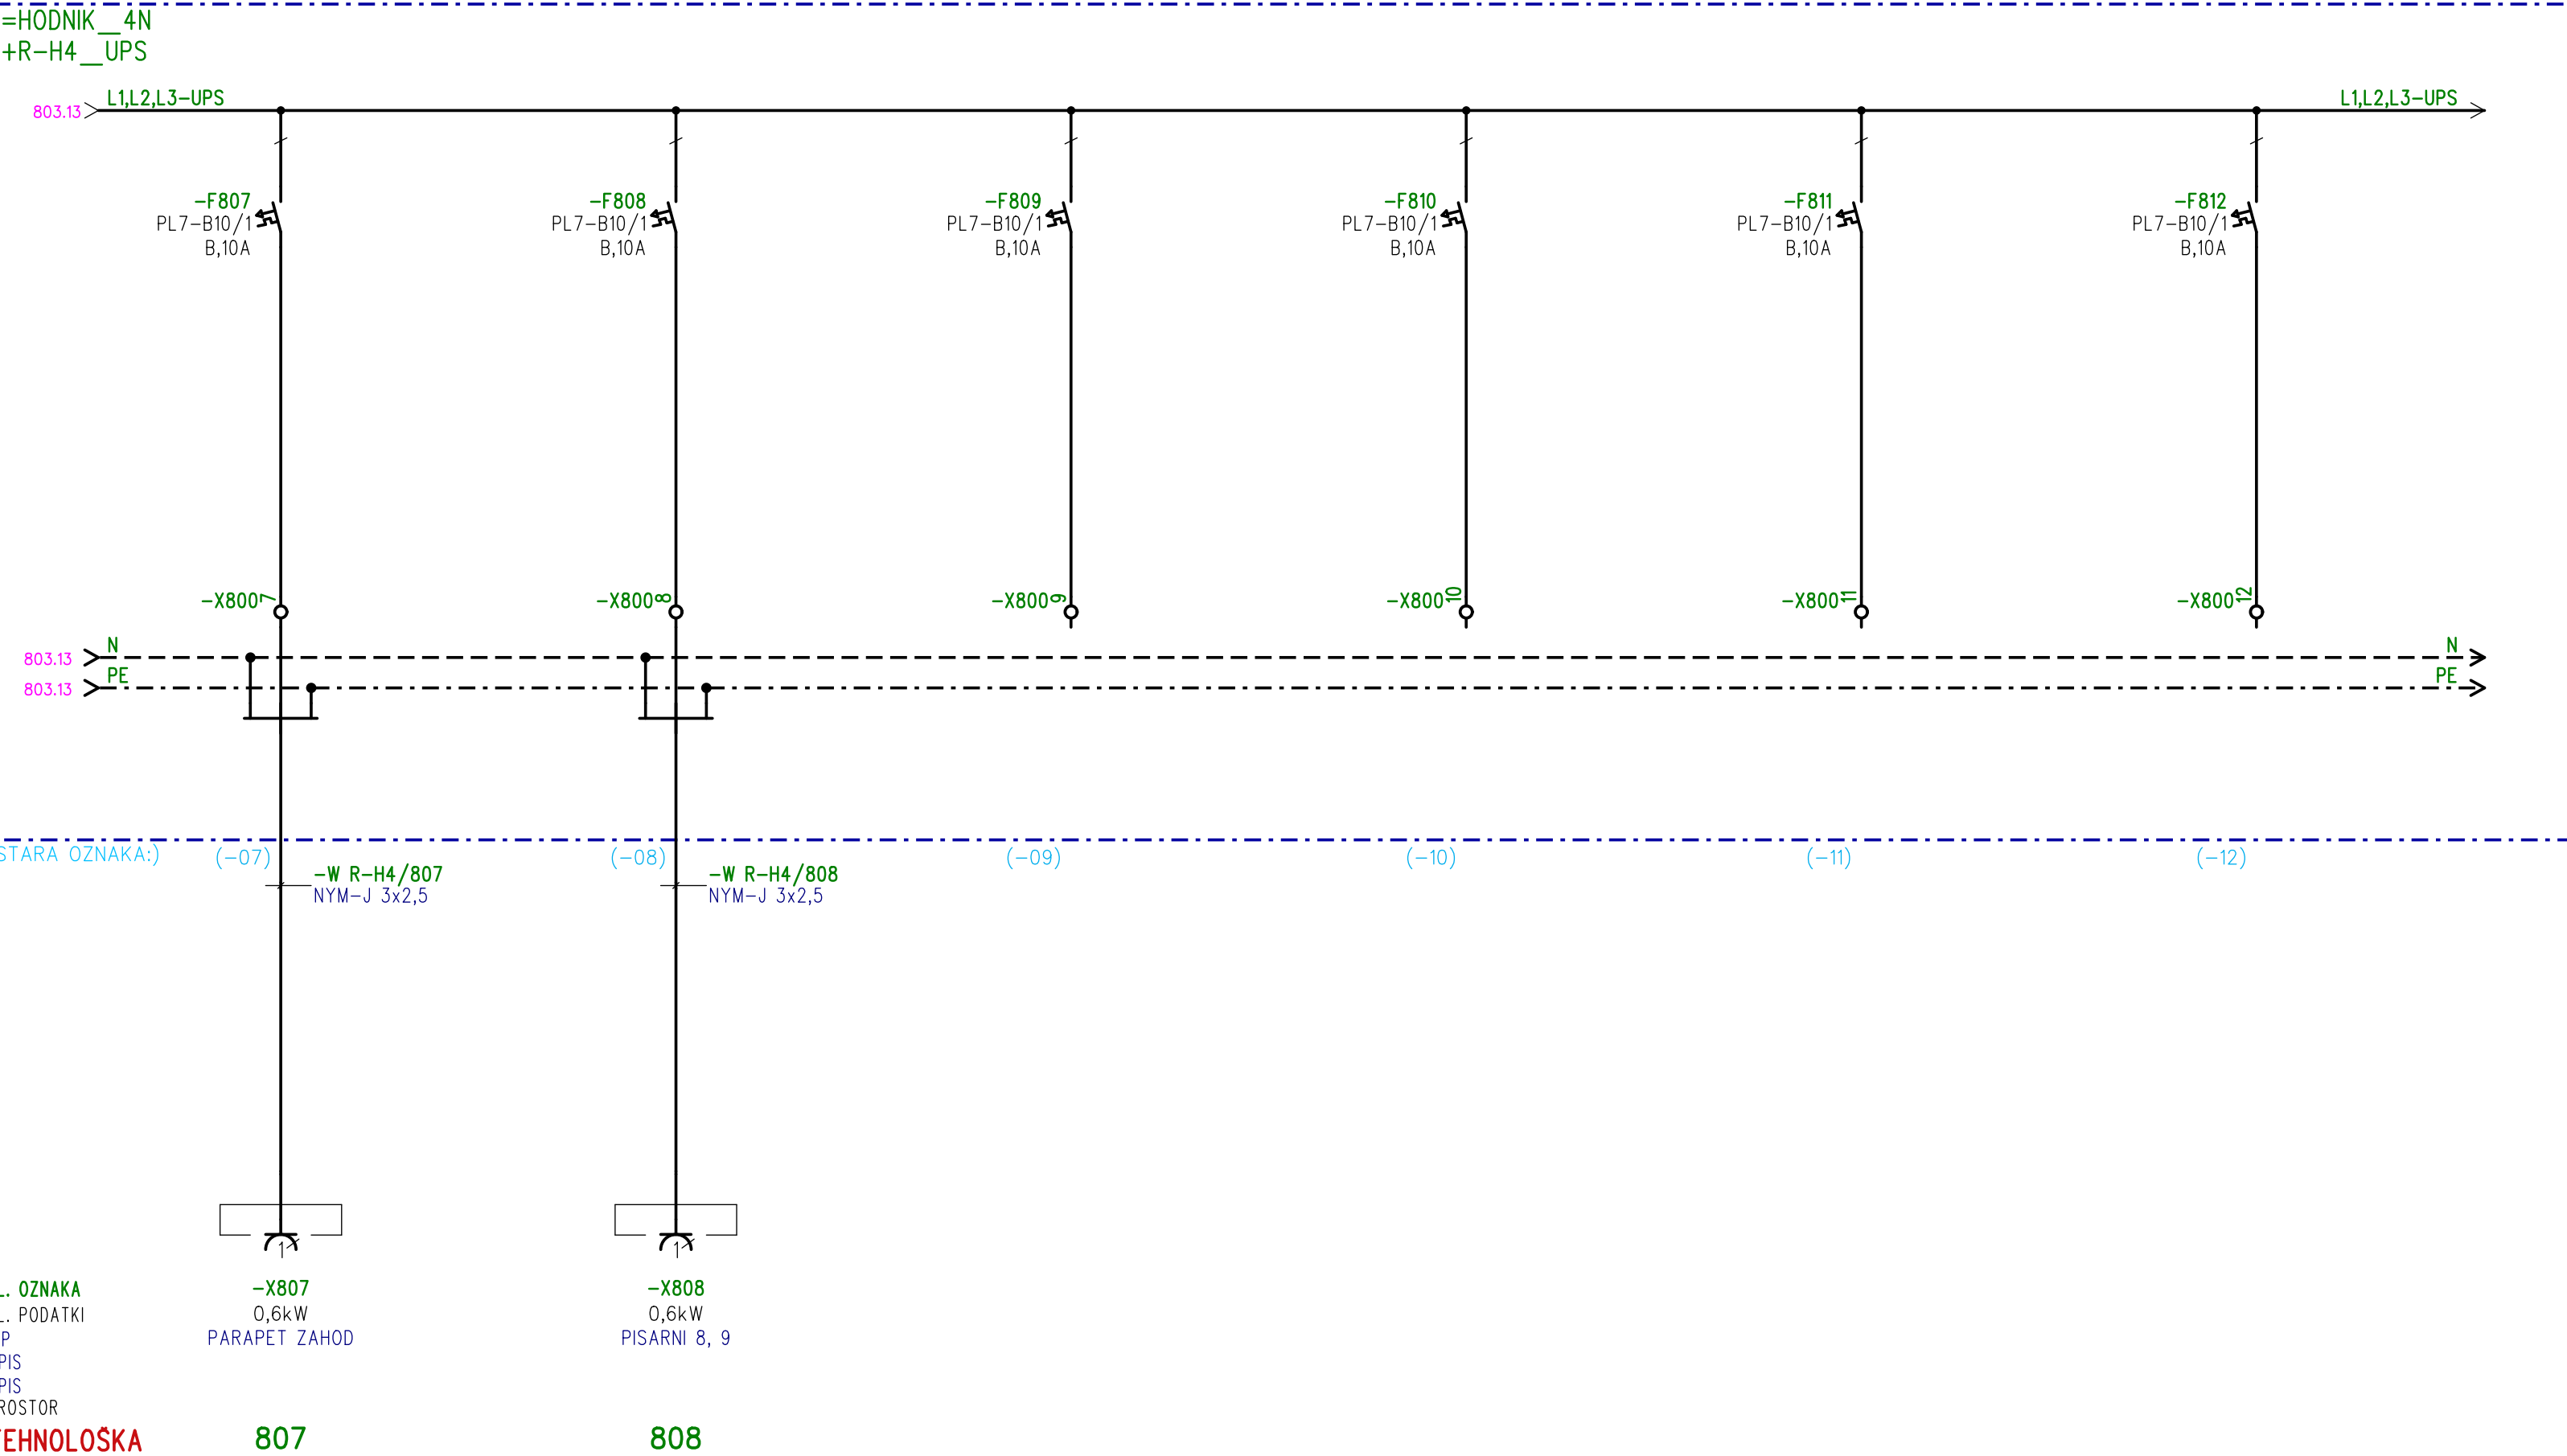 =HODNIK__4N
+R-H4__UPS
803.13
L1,L2,L3-UPS
L1,L2,L3-UPS
-F807
PL7-B10/1
B,10A
-F808
PL7-B10/1
B,10A
-F809
PL7-B10/1
B,10A
-F810
PL7-B10/1
B,10A
-F811
PL7-B10/1
B,10A
-F812
PL7-B10/1
B,10A
-X800 7
-X800 8
-X800 9
-X800 10
-X800 11
-X800 12
803.13 N N
803.13 PE PE
STARA OZNAKA:) (-07) (-08) (-09) (-10) (-11) (-12)
-W R-H4/807
NYM-J 3x2,5
-W R-H4/808
NYM-J 3x2,5
1
1
L. OZNAKA
L. PODATKI
P
PIS
PIS
ROSTOR
TEHNOLOŠKA
-X807
0,6kW
PARAPET ZAHOD
807
-X808
0,6kW
PISARNI 8, 9
808